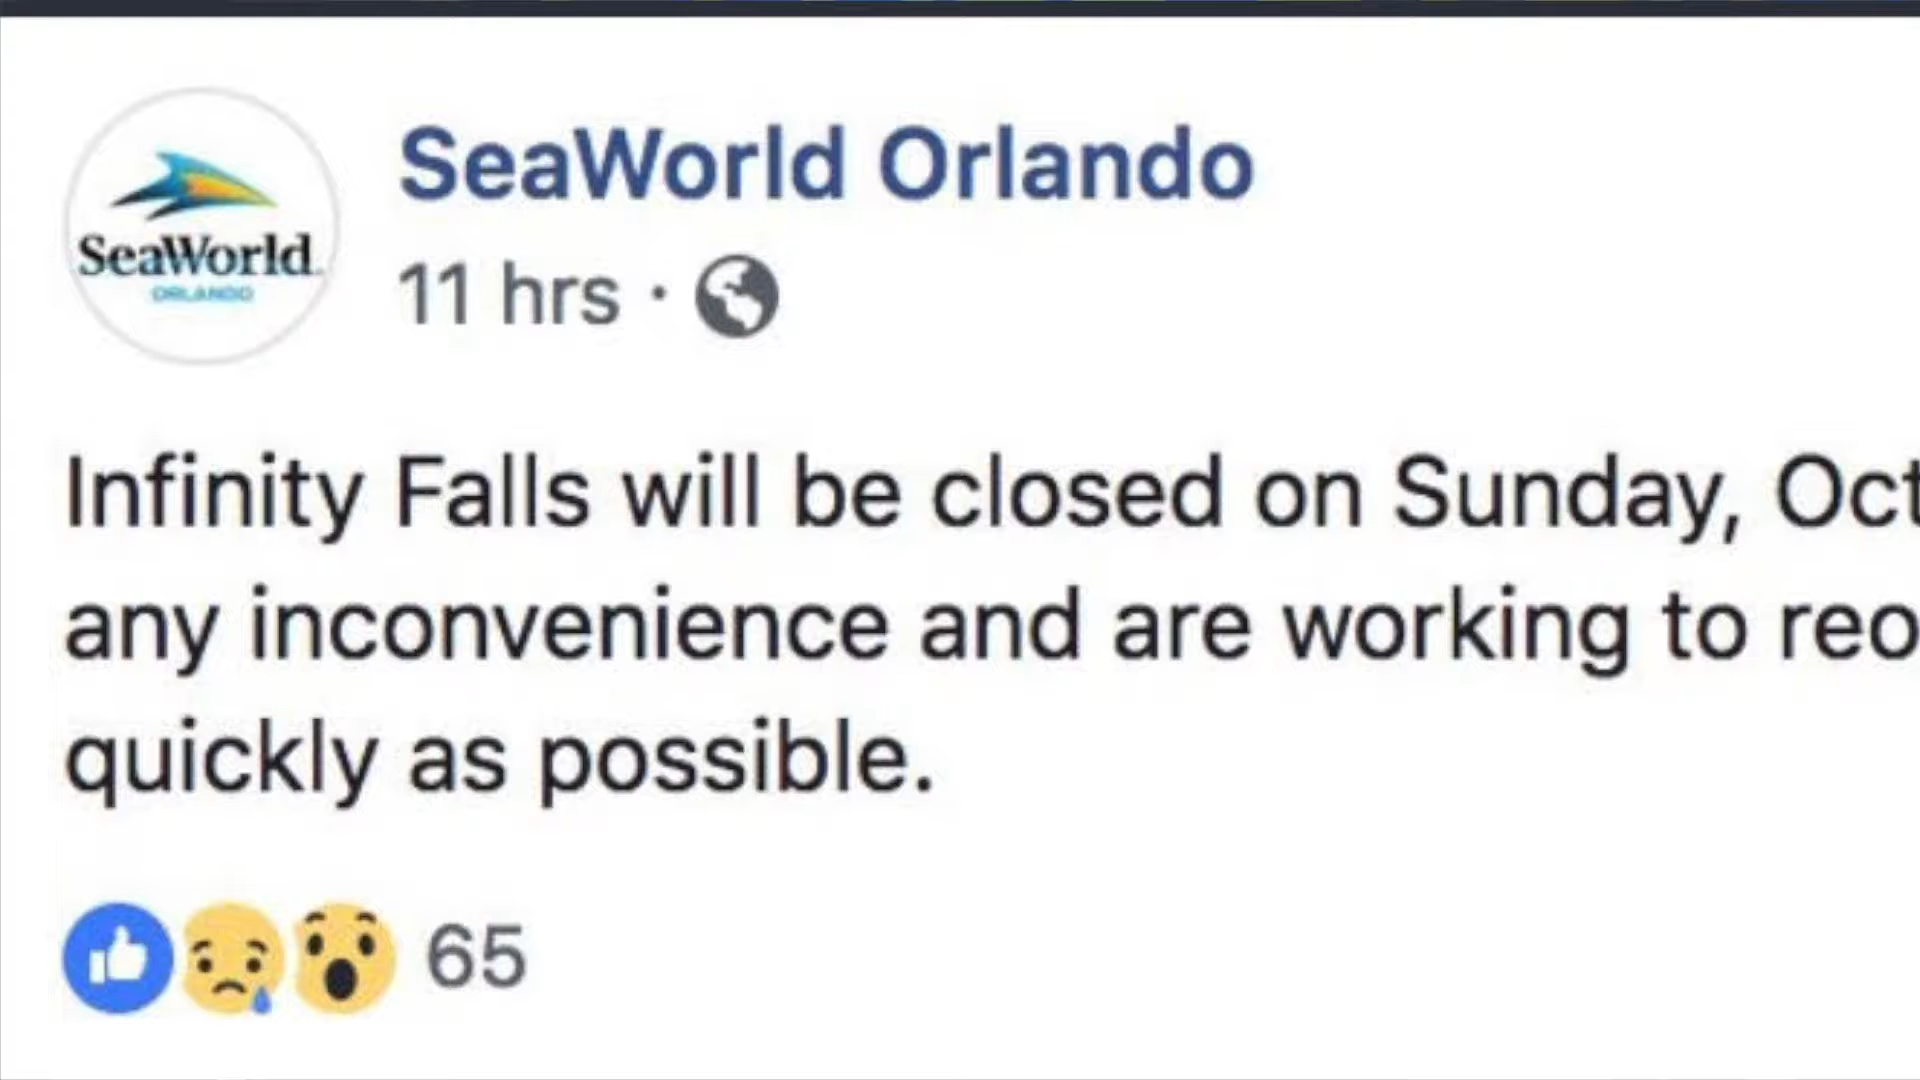 SeaWorld
ORLANDO
SeaWorld Orlando
11 hrs ·
Infinity Falls will be closed on Sunday, Oct
any inconvenience and are working to reo
quickly as possible.
65